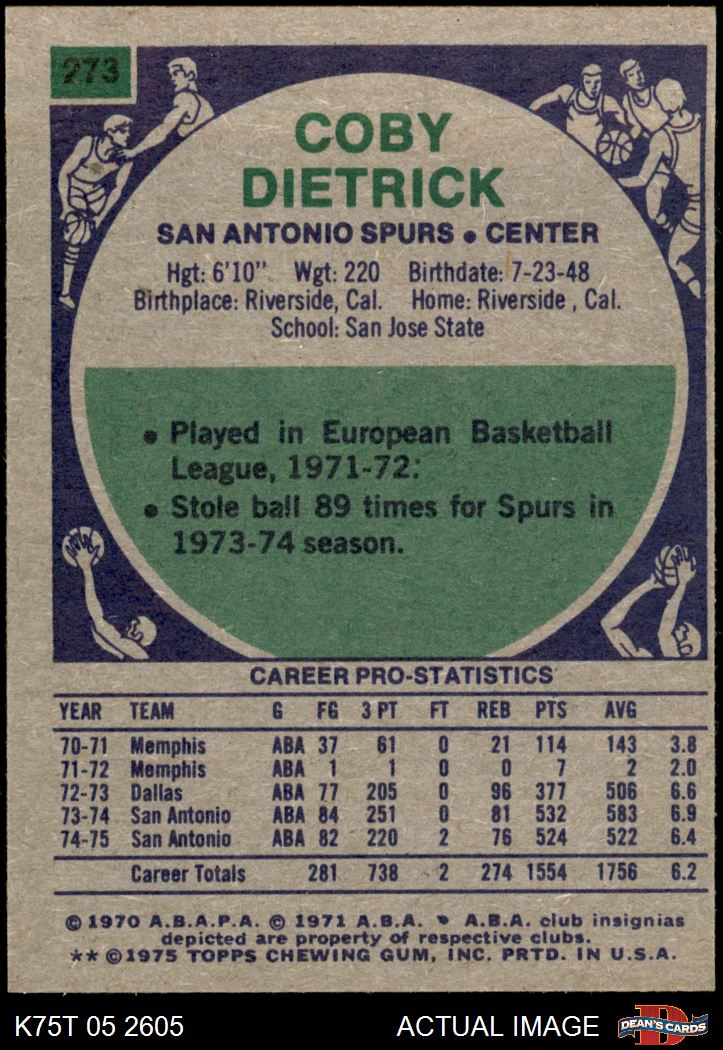 273
COBY
DIETRICK
SAN ANTONIO SPURS • CENTER
Hgt: 6'10" Wgt: 220 Birthdate: 7-23-48
Birthplace: Riverside, Cal. Home: Riverside, Cal.
School: San Jose State
• Played in European Basketball
League, 1971-72.
• Stole ball 89 times for Spurs in
1973-74 season.
CAREER PRO-STATISTICS
YEAR TEAM G FG 3 PT FT REB PTS AVG
70-71 Memphis ABA 37 61 0 21 114 143 3.8
71-72 Memphis ABA 1 1 0 0 7 2 2.0
72-73 Dallas ABA 77 205 0 96 377 506 6.6
73-74 San Antonio ABA 84 251 0 81 532 583 6.9
74-75 San Antonio ABA 82 220 2 76 524 522 6.4
Career Totals 281 738 2 274 1554 1756 6.2
© 1970 A.B.A.P.A. © 1971 A.B.A. • A.B.A. club insignias
depicted are property of respective clubs.
** © 1975 TOPPS CHEWING GUM, INC. PRTD. IN U.S.A.
K75T 05 2605 ACTUAL IMAGE DEAN'S CARDS